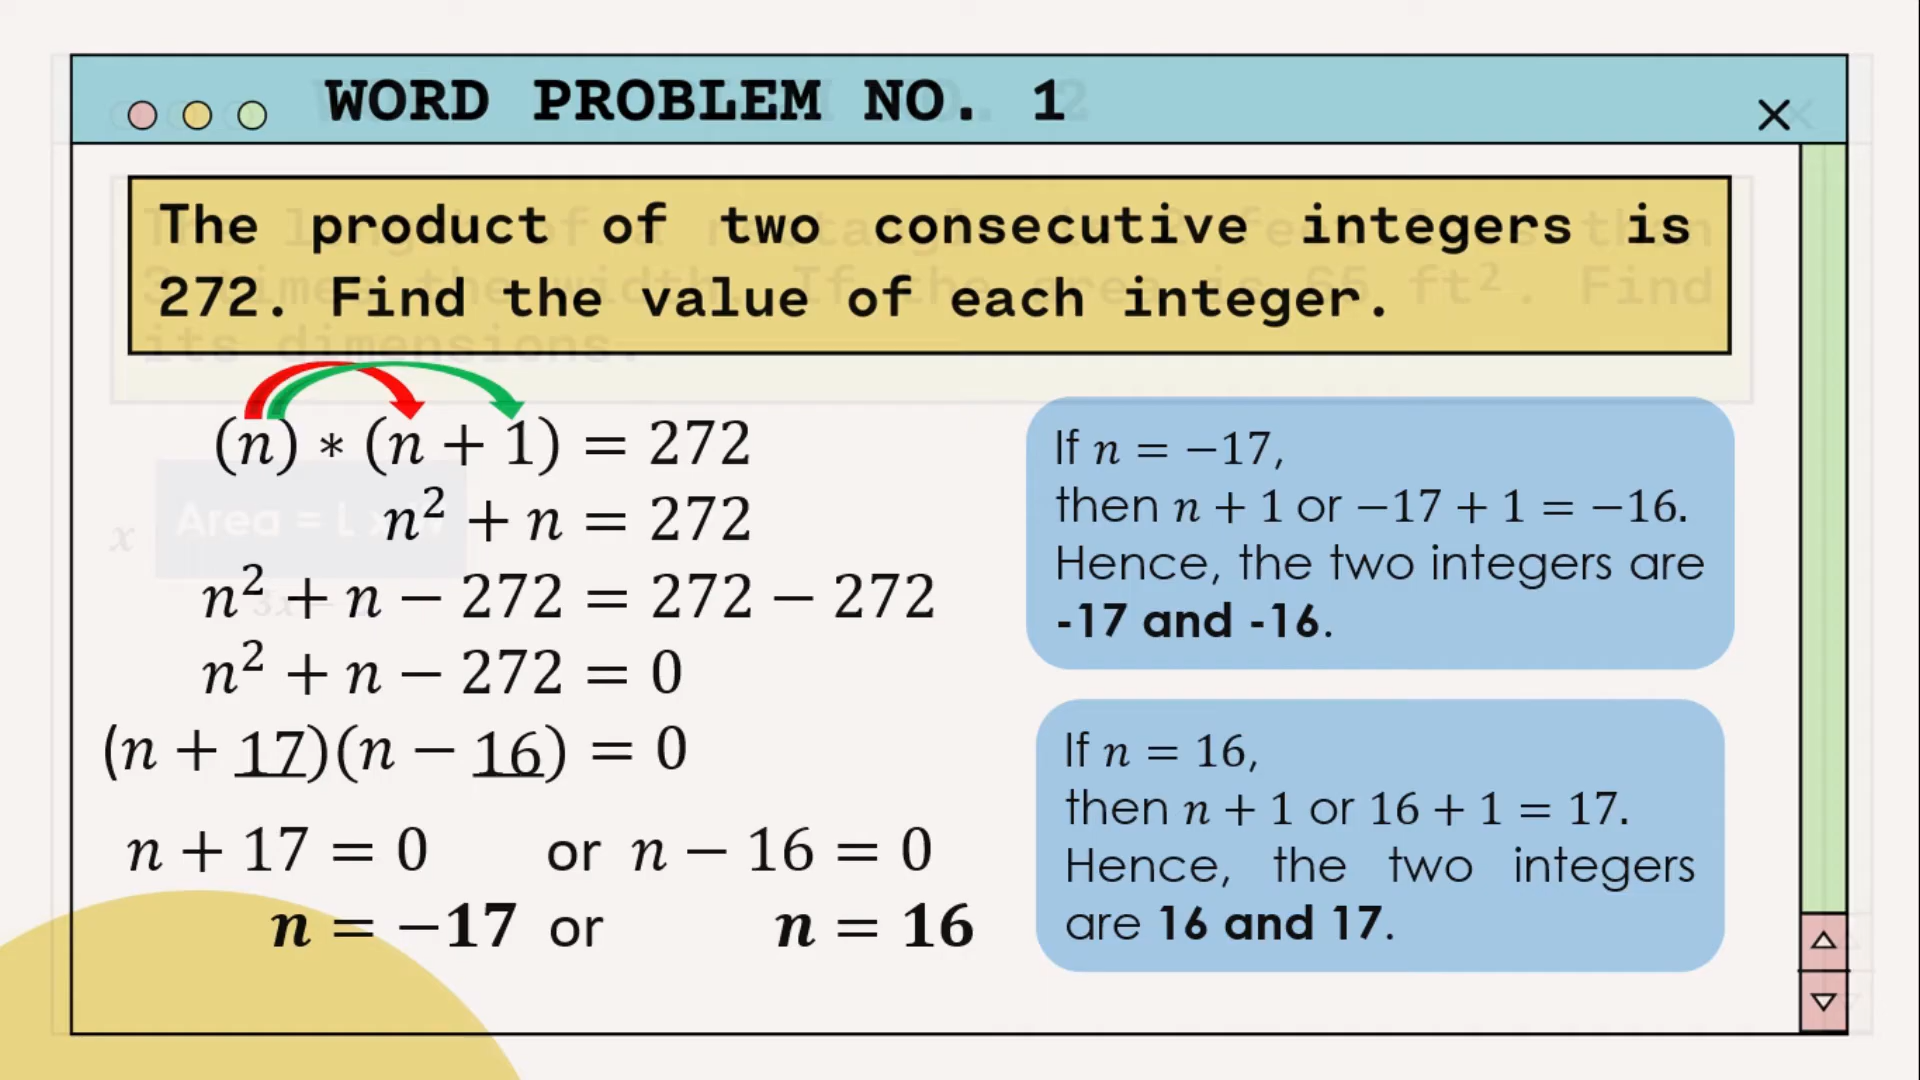 WORD PROBLEM NO. 1
The product of two consecutive integers is
272. Find the value of each integer.
(n) * (n + 1) = 272
n² + n = 272
n² + n − 272 = 272 − 272
n² + n − 272 = 0
(n + 17)(n − 16) = 0
n + 17 = 0 or n − 16 = 0
n = −17 or n = 16
If n = −17,
then n + 1 or −17 + 1 = −16.
Hence, the two integers are
-17 and -16.
If n = 16,
then n + 1 or 16 + 1 = 17.
Hence, the two integers
are 16 and 17.
Area = L x
x
3x